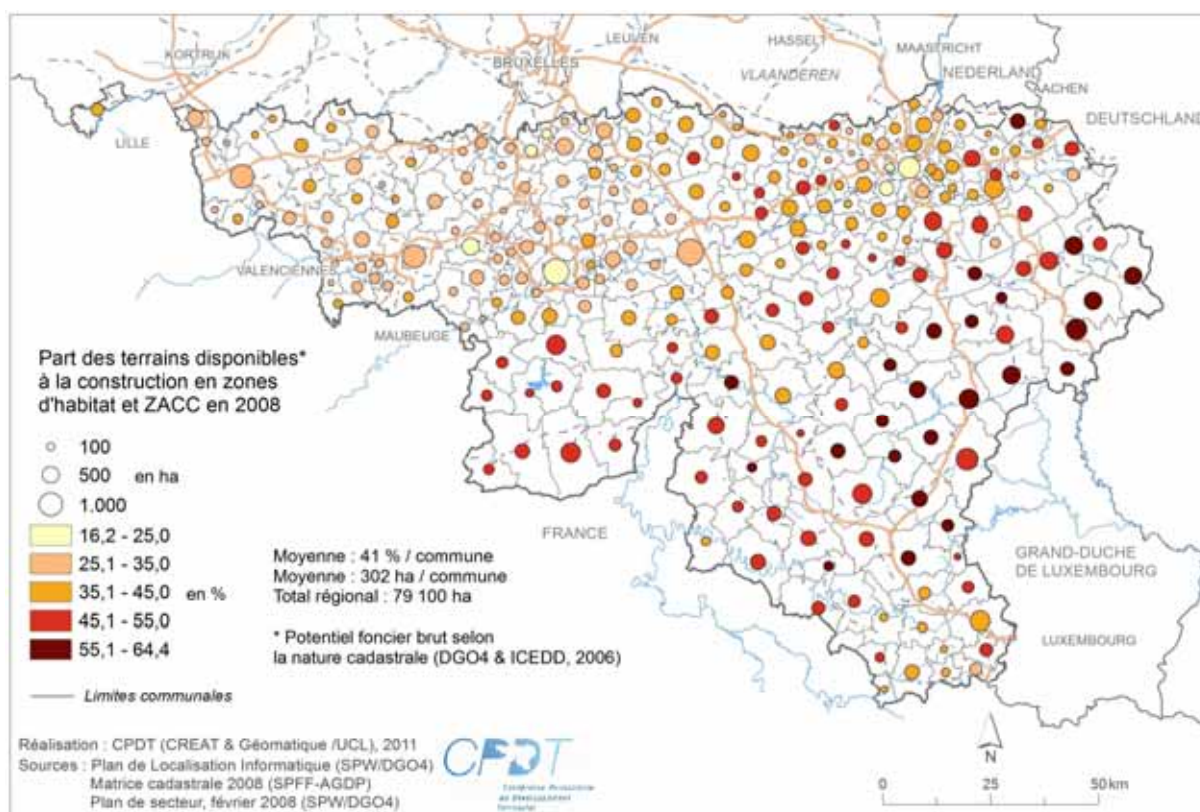 KORTRIJK
LEUVEN
HASSELT
MAASTRICHT
BRUXELLES
VLAANDEREN
NEDERLAND
AACHEN
LILLE
DEUTSCHLAND
VALENCIENNES
MAUBEUGE
Part des terrains disponibles*
à la construction en zones
d'habitat et ZACC en 2008
100
500 en ha
1.000
16,2 - 25,0
25,1 - 35,0
35,1 - 45,0 en %
45,1 - 55,0
55,1 - 64,4
Limites communales
Moyenne : 41 % / commune
Moyenne : 302 ha / commune
Total régional : 79 100 ha
* Potentiel foncier brut selon
la nature cadastrale (DGO4 & ICEDD, 2006)
FRANCE
GRAND-DUCHE
DE LUXEMBOURG
LUXEMBOURG
Réalisation : CPDT (CREAT & Géomatique /UCL), 2011
Sources : Plan de Localisation Informatique (SPW/DGO4)
Matrice cadastrale 2008 (SPFF-AGDP)
Plan de secteur, février 2008 (SPW/DGO4)
CPDT
N
0 25 50 km